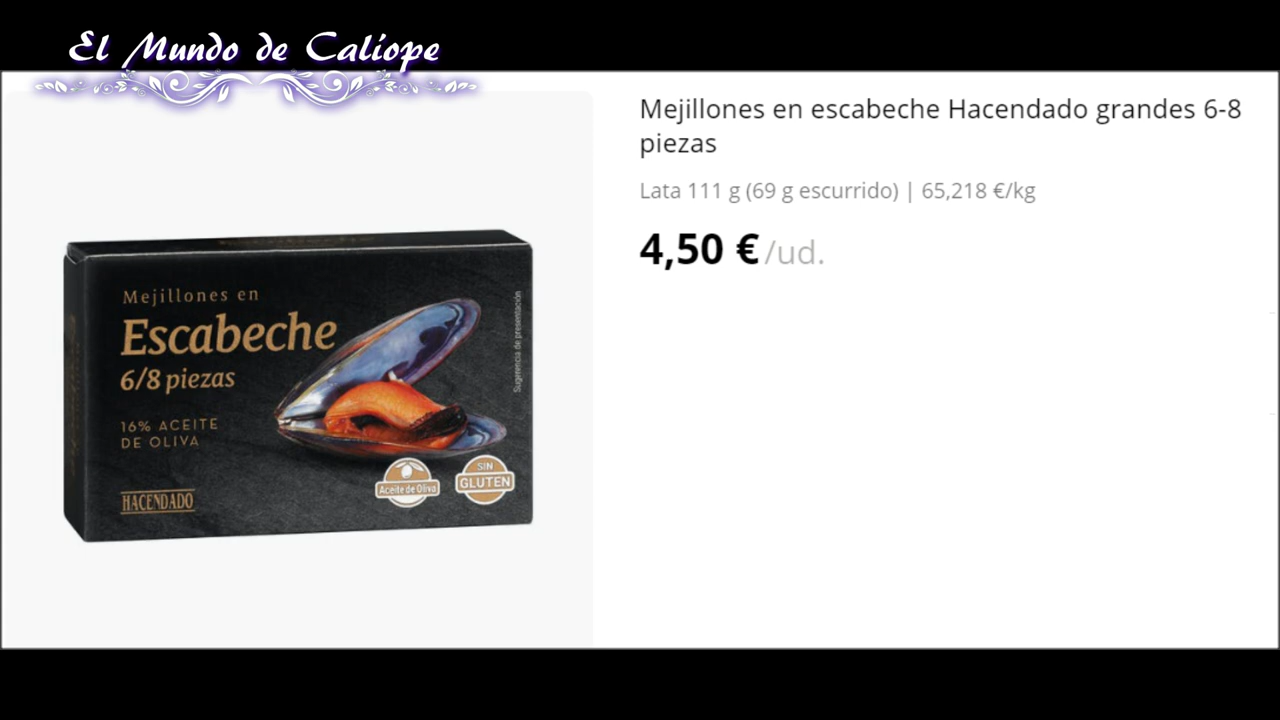 El Mundo de Calíope
Mejillones en escabeche Hacendado grandes 6-8
piezas
Lata 111 g (69 g escurrido) | 65,218 €/kg
4,50 €/ud.
Mejillones en
Escabeche
6/8 piezas
16% ACEITE
DE OLIVA
HACENDADO
Aceite de Oliva
SIN
GLUTEN
Sugerencia de presentación